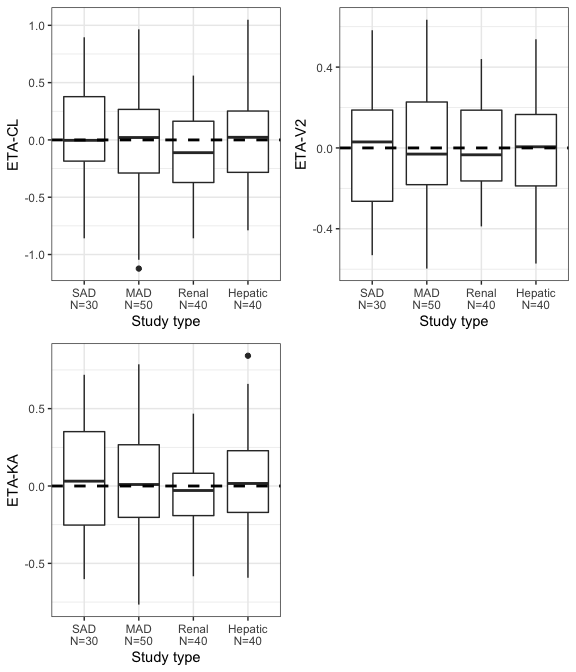 ETA-CL
1.0
0.5
0.0
-0.5
-1.0
SAD MAD Renal Hepatic
N=30 N=50 N=40 N=40
Study type
ETA-V2
0.4
0.0
-0.4
SAD MAD Renal Hepatic
N=30 N=50 N=40 N=40
Study type
ETA-KA
0.5
0.0
-0.5
SAD MAD Renal Hepatic
N=30 N=50 N=40 N=40
Study type